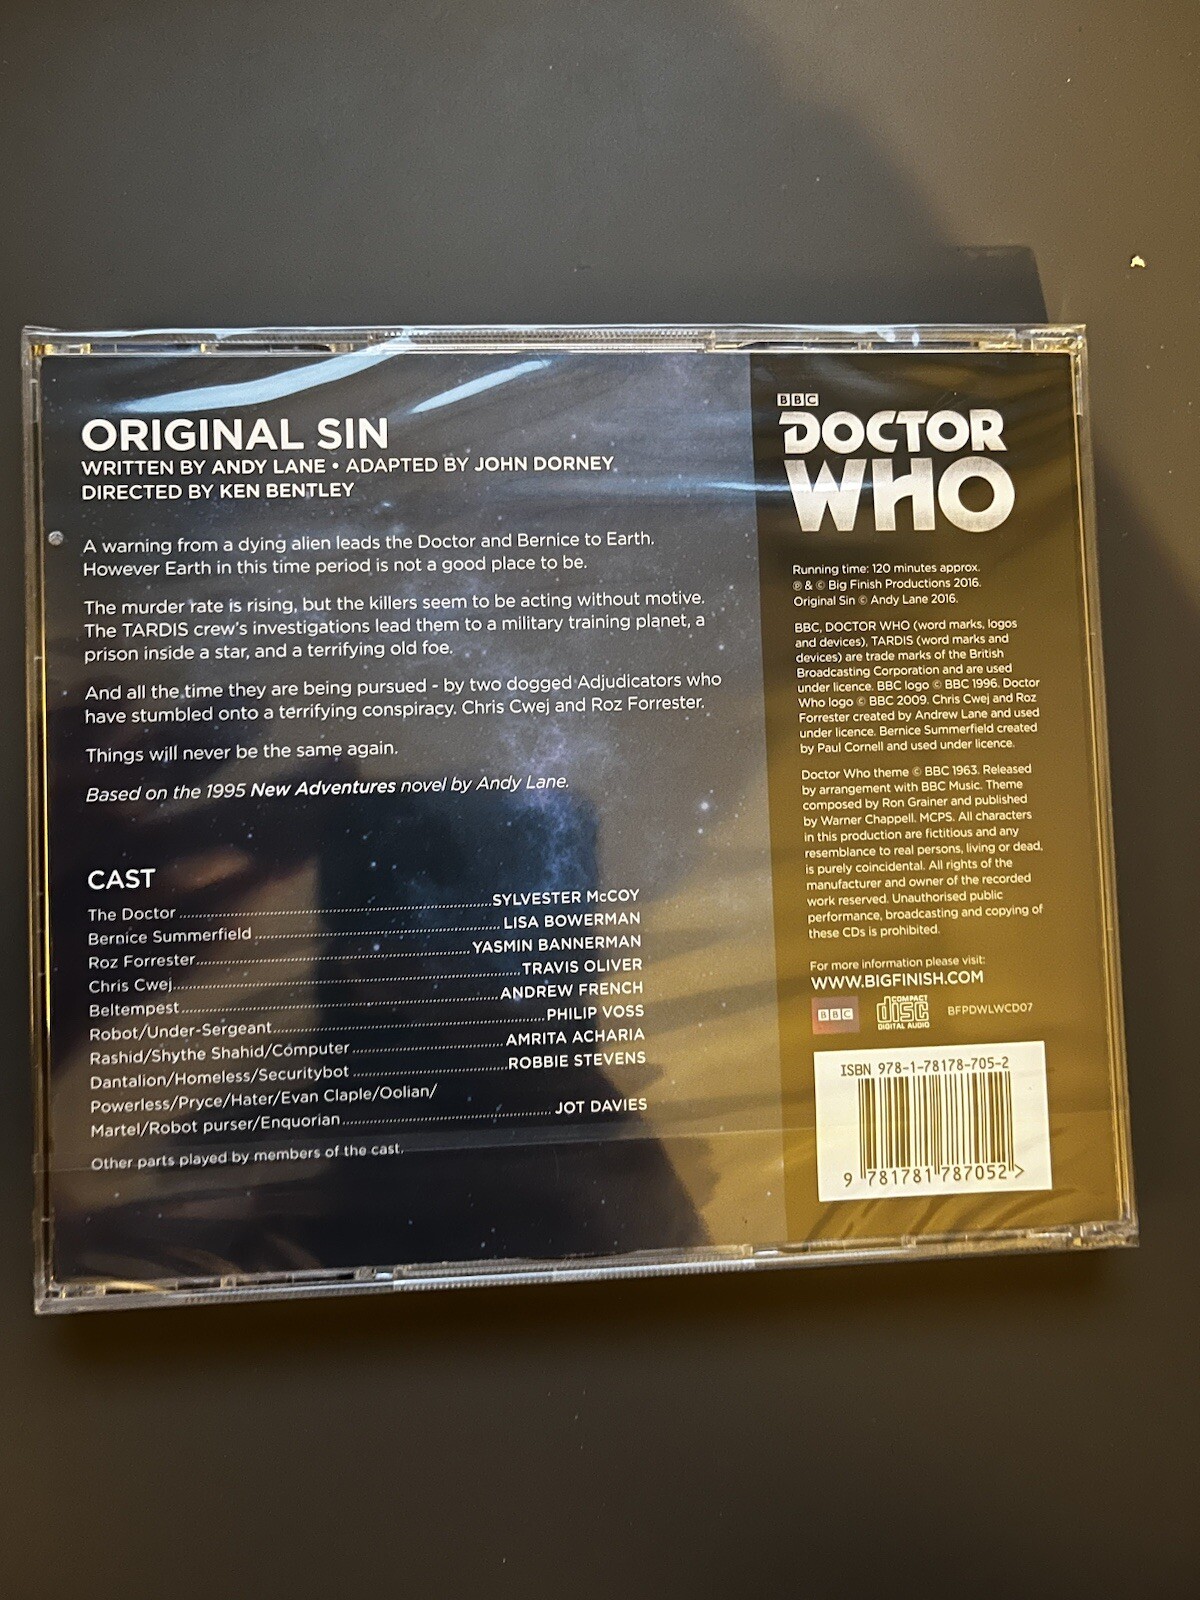 ORIGINAL SIN
WRITTEN BY ANDY LANE • ADAPTED BY JOHN DORNEY
DIRECTED BY KEN BENTLEY
A warning from a dying alien leads the Doctor and Bernice to Earth.
However Earth in this time period is not a good place to be.
The murder rate is rising, but the killers seem to be acting without motive.
The TARDIS crew's investigations lead them to a military training planet, a
prison inside a star, and a terrifying old foe.
And all the time they are being pursued - by two dogged Adjudicators who
have stumbled onto a terrifying conspiracy. Chris Cwej and Roz Forrester.
Things will never be the same again.
Based on the 1995 New Adventures novel by Andy Lane.
CAST
The Doctor ........ SYLVESTER McCOY
Bernice Summerfield ........ LISA BOWERMAN
Roz Forrester ........ YASMIN BANNERMAN
Chris Cwej ........ TRAVIS OLIVER
Beltempest ........ ANDREW FRENCH
Robot/Under-Sergeant ........ PHILIP VOSS
Rashid/Shythe Shahid/Computer ........ AMRITA ACHARIA
Dantalion/Homeless/Securitybot ........ ROBBIE STEVENS
Powerless/Pryce/Hater/Evan Claple/Oolian/
Martel/Robot purser/Enquorian ........ JOT DAVIES
Other parts played by members of the cast.
BBC
DOCTOR
WHO
Running time: 120 minutes approx.
℗ & © Big Finish Productions 2016.
Original Sin © Andy Lane 2016.
BBC, DOCTOR WHO (word marks, logos
and devices), TARDIS (word marks and
devices) are trade marks of the British
Broadcasting Corporation and are used
under licence. BBC logo © BBC 1996. Doctor
Who logo © BBC 2009. Chris Cwej and Roz
Forrester created by Andrew Lane and used
under licence. Bernice Summerfield created
by Paul Cornell and used under licence.
Doctor Who theme © BBC 1963. Released
by arrangement with BBC Music. Theme
composed by Ron Grainer and published
by Warner Chappell. MCPS. All characters
in this production are fictitious and any
resemblance to real persons, living or dead,
is purely coincidental. All rights of the
manufacturer and owner of the recorded
work reserved. Unauthorised public
performance, broadcasting and copying of
these CDs is prohibited.
For more information please visit:
WWW.BIGFINISH.COM
BBC
COMPACT
disc
DIGITAL AUDIO
BFPDWLWCD07
ISBN 978-1-78178-705-2
9 781781 787052 >